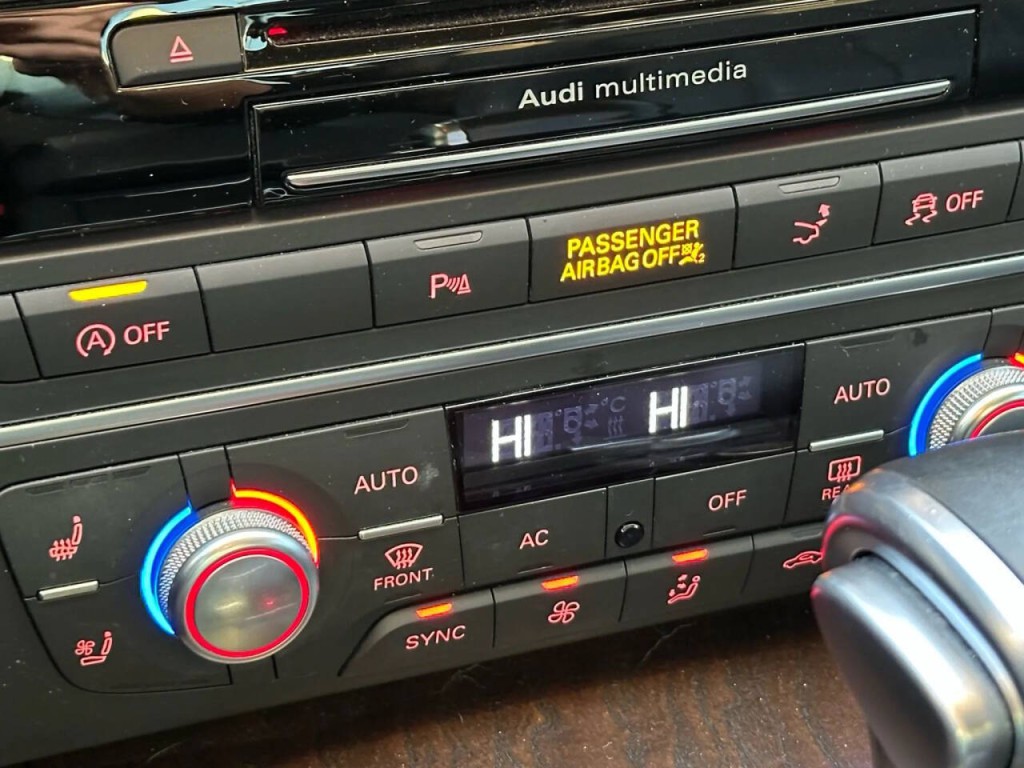 Audi multimedia
PASSENGER
AIRBAG OFF
OFF
P
A OFF
HI
HI
°C
AUTO
AUTO
OFF
AC
FRONT
SYNC